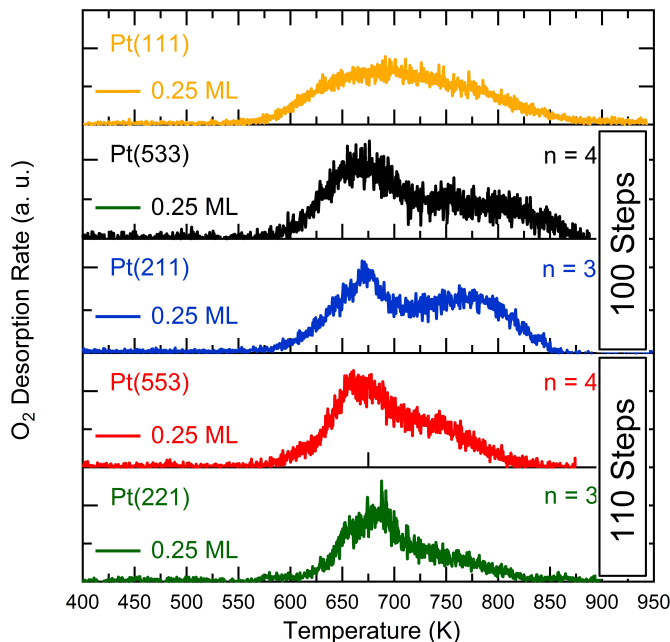 Pt(111)
0.25 ML
Pt(533)
n = 4
0.25 ML
Pt(211)
n = 3
0.25 ML
100 Steps
Pt(553)
n = 4
0.25 ML
Pt(221)
n = 3
0.25 ML
110 Steps
O2 Desorption Rate (a. u.)
400 450 500 550 600 650 700 750 800 850 900 950
Temperature (K)